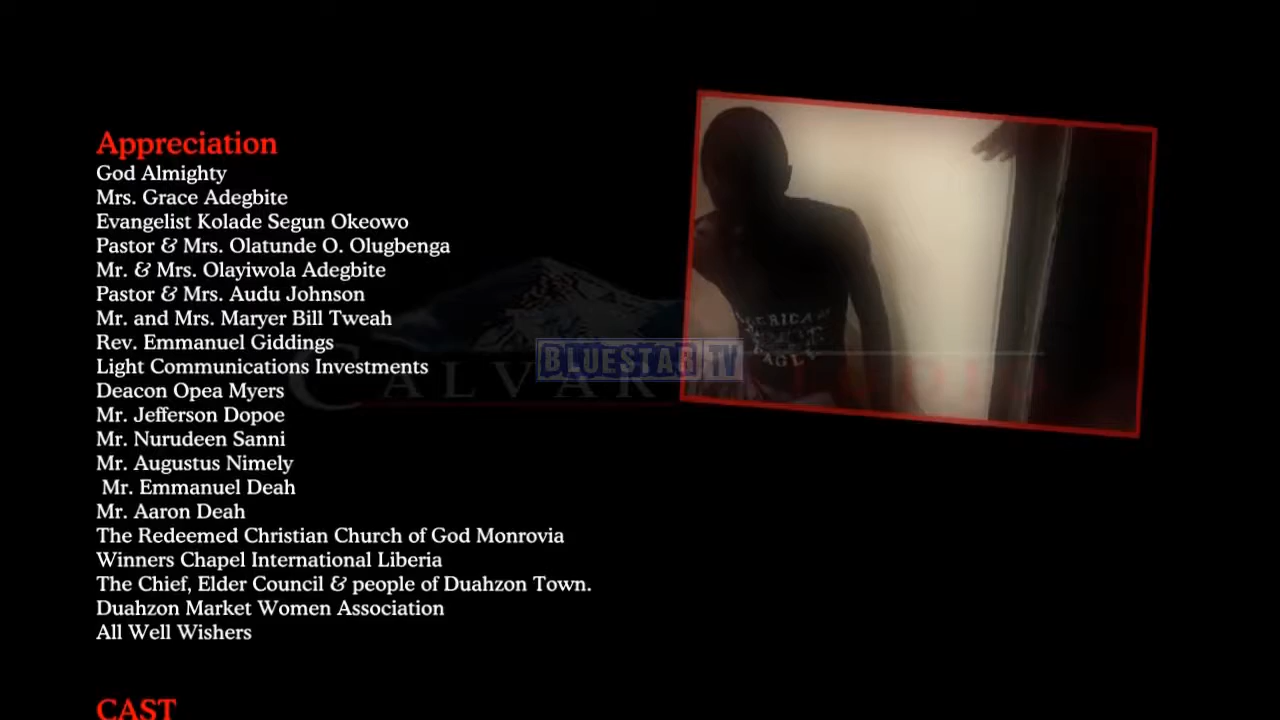 Appreciation
God Almighty
Mrs. Grace Adegbite
Evangelist Kolade Segun Okeowo
Pastor & Mrs. Olatunde O. Olugbenga
Mr. & Mrs. Olayiwola Adegbite
Pastor & Mrs. Audu Johnson
Mr. and Mrs. Maryer Bill Tweah
Rev. Emmanuel Giddings
Light Communications Investments
Deacon Opea Myers
Mr. Jefferson Dopoe
Mr. Nurudeen Sanni
Mr. Augustus Nimely
Mr. Emmanuel Deah
Mr. Aaron Deah
The Redeemed Christian Church of God Monrovia
Winners Chapel International Liberia
The Chief, Elder Council & people of Duahzon Town.
Duahzon Market Women Association
All Well Wishers
CAST
BLUESTAR TV